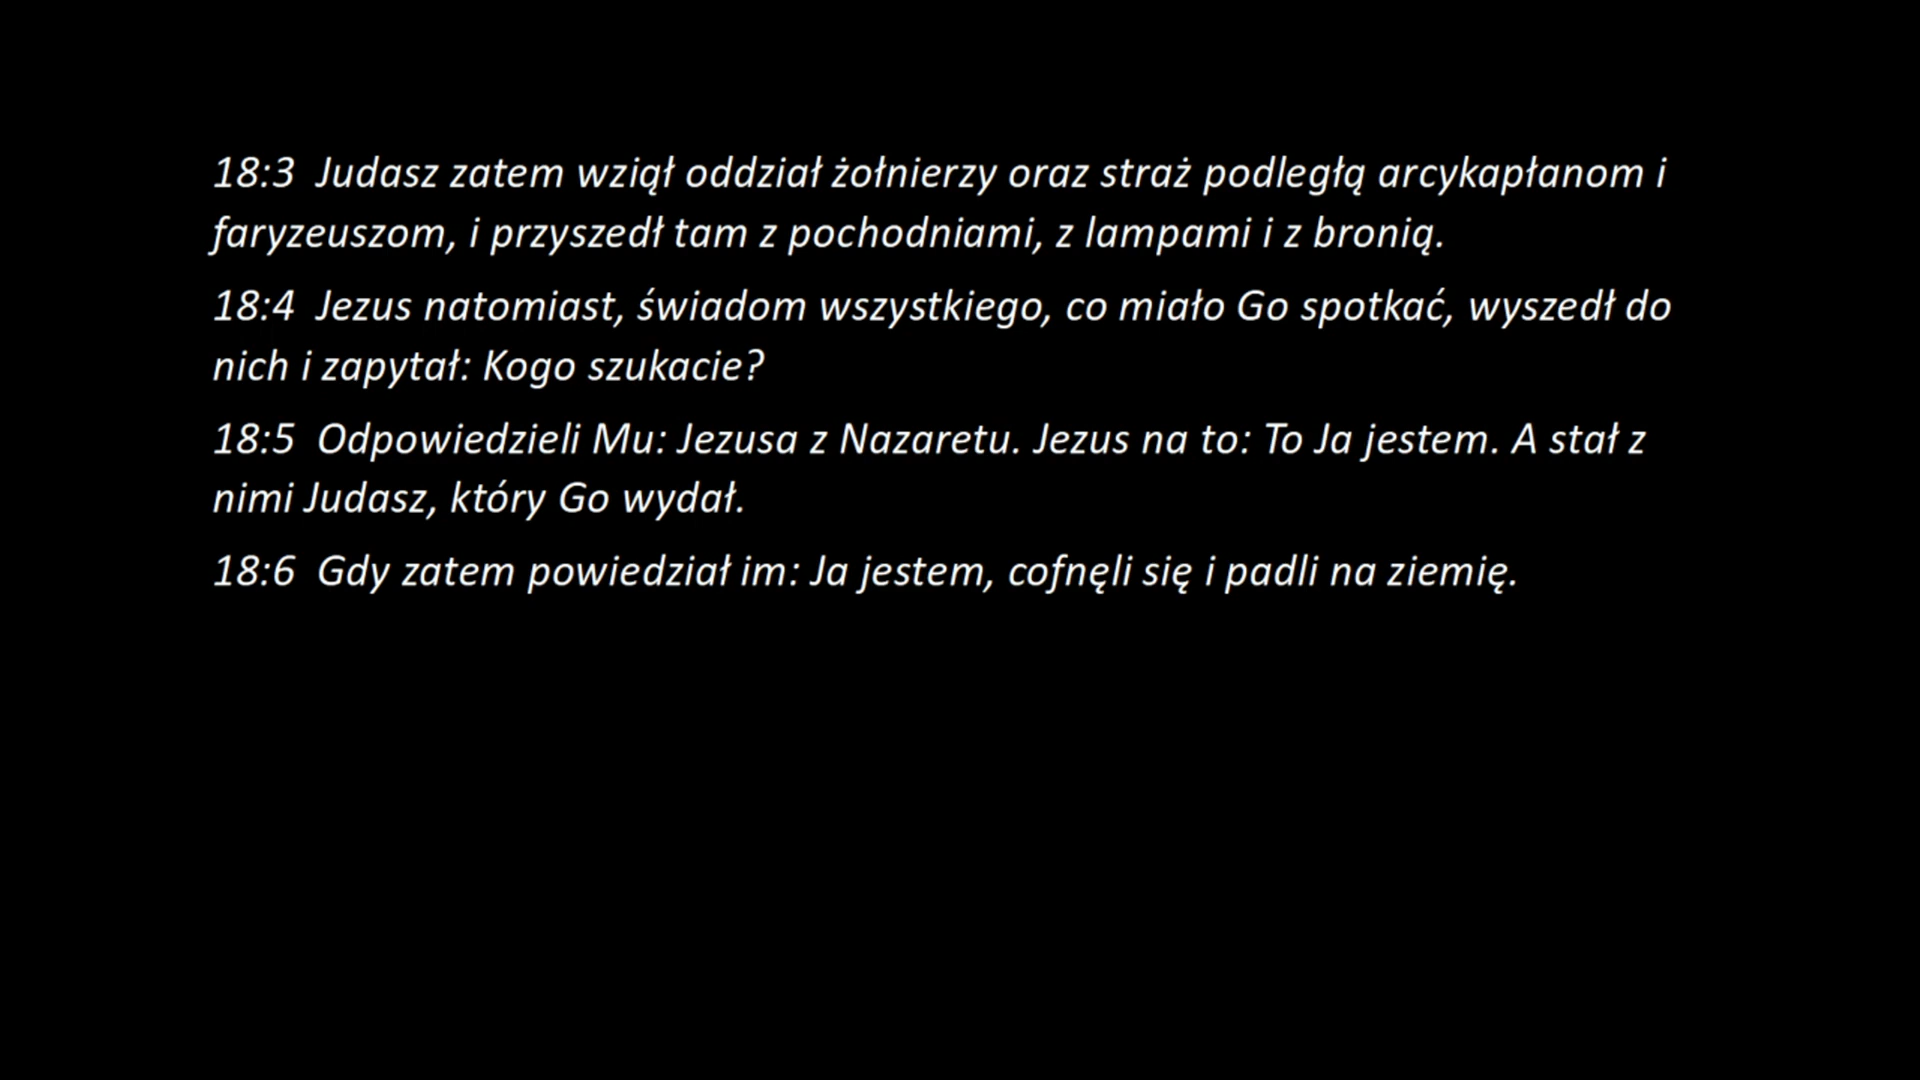 18:3 Judasz zatem wziął oddział żołnierzy oraz straż podległą arcykapłanom i
faryzeuszom, i przyszedł tam z pochodniami, z lampami i z bronią.
18:4 Jezus natomiast, świadom wszystkiego, co miało Go spotkać, wyszedł do
nich i zapytał: Kogo szukacie?
18:5 Odpowiedzieli Mu: Jezusa z Nazaretu. Jezus na to: To Ja jestem. A stał z
nimi Judasz, który Go wydał.
18:6 Gdy zatem powiedział im: Ja jestem, cofnęli się i padli na ziemię.